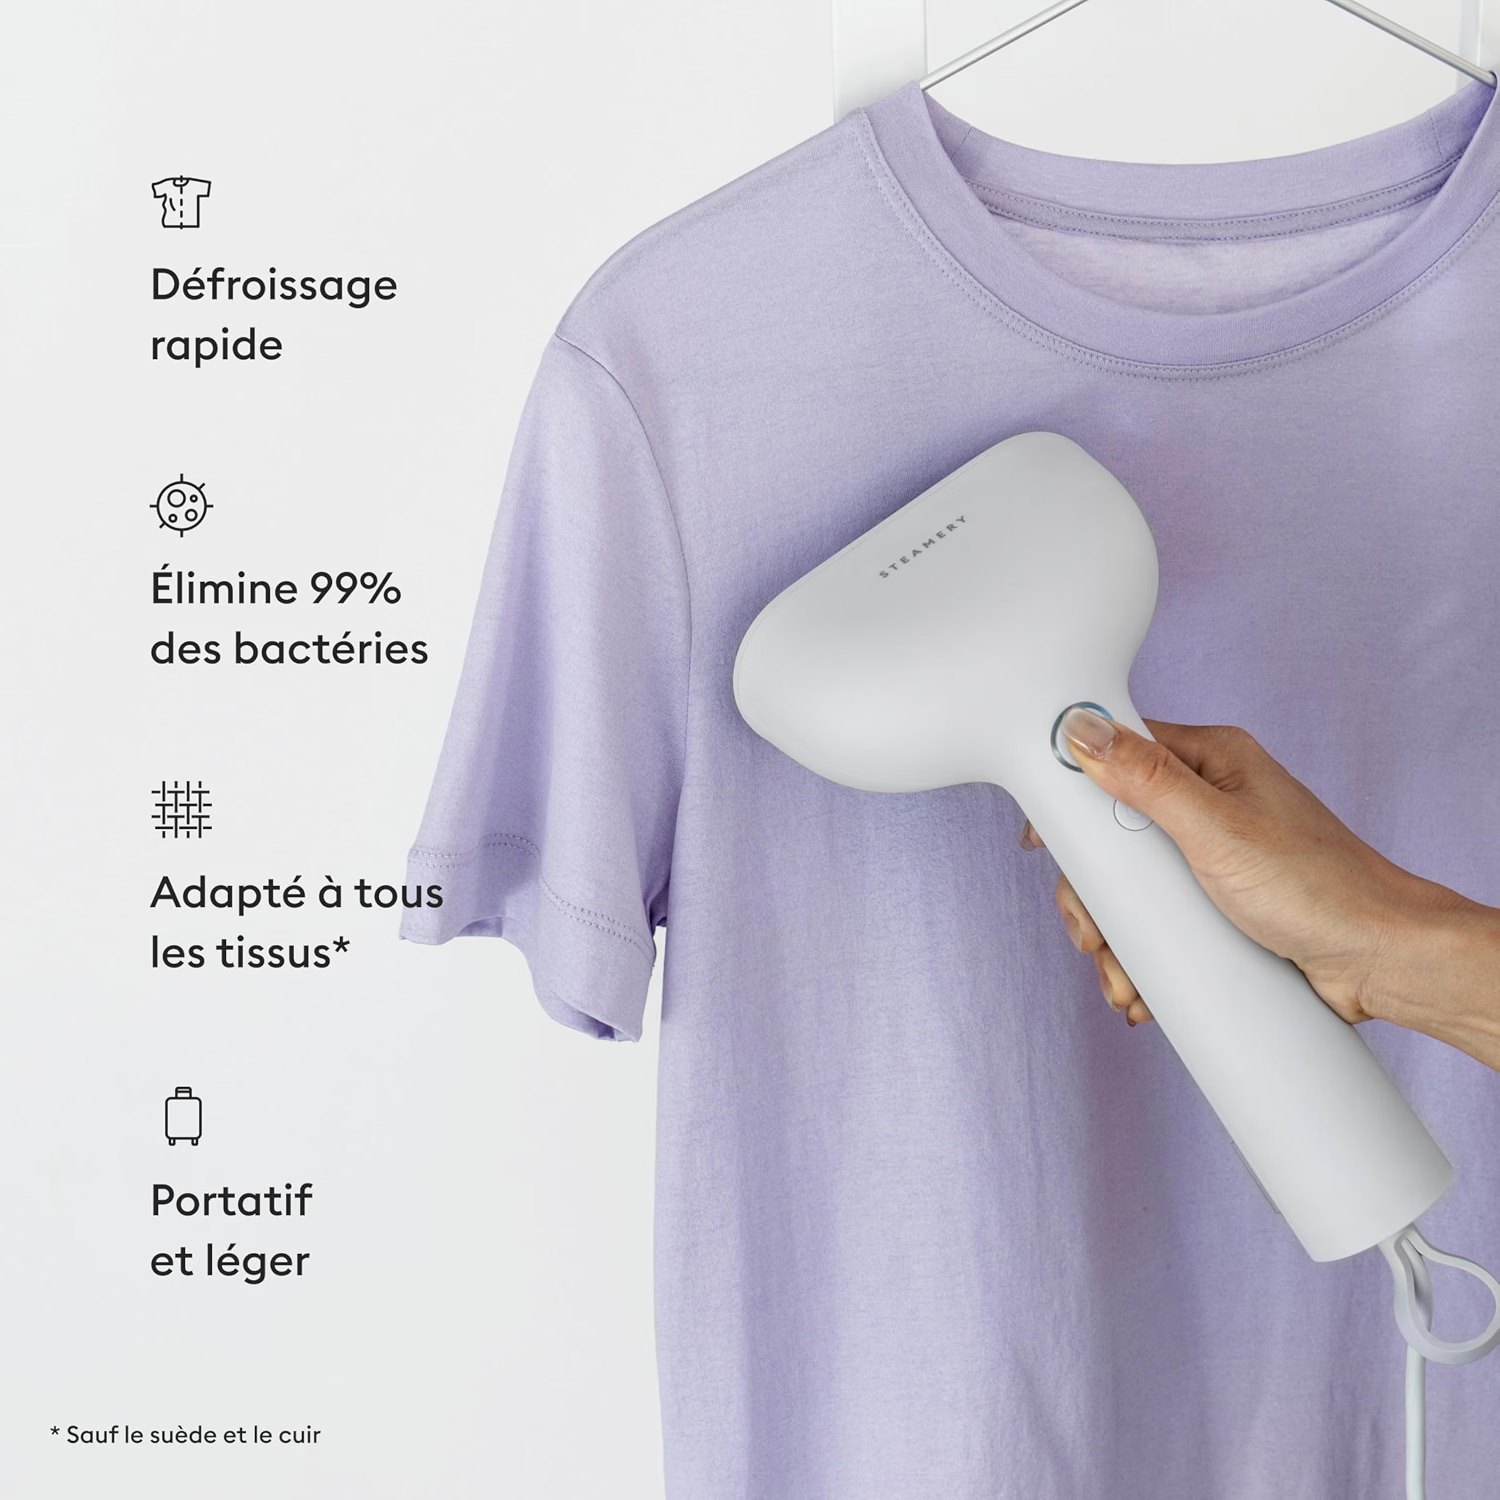 Défroissage
rapide
Élimine 99%
des bactéries
Adapté à tous
les tissus*
Portatif
et léger
* Sauf le suède et le cuir
STEAMERY